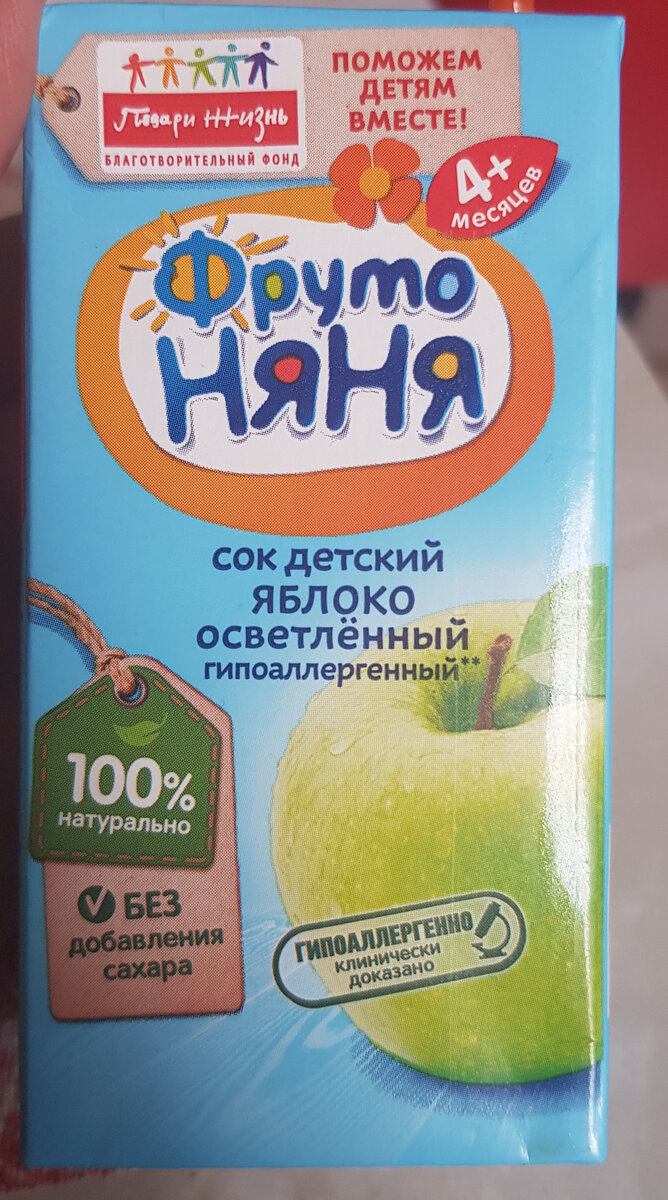 Подари Жизнь
БЛАГОТВОРИТЕЛЬНЫЙ ФОНД
ПОМОЖЕМ
ДЕТЯМ
ВМЕСТЕ!
4+
месяцев
Фруто
НЯНЯ
СОК ДЕТСКИЙ
ЯБЛОКО
осветлённый
гипоаллергенный**
100%
натурально
БЕЗ
добавления
сахара
ГИПОАЛЛЕРГЕННО
клинически
доказано